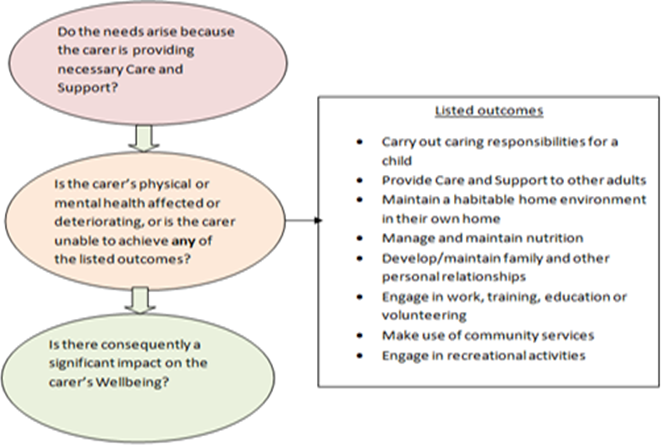 Do the needs arise because
the carer is providing
necessary Care and
Support?
Is the carer's physical or
mental health affected or
deteriorating, or is the carer
unable to achieve any of
the listed outcomes?
Is there consequently a
significant impact on the
carer's Wellbeing?
Listed outcomes
• Carry out caring responsibilities for a
child
• Provide Care and Support to other adults
• Maintain a habitable home environment
in their own home
• Manage and maintain nutrition
• Develop/maintain family and other
personal relationships
• Engage in work, training, education or
volunteering
• Make use of community services
• Engage in recreational activities